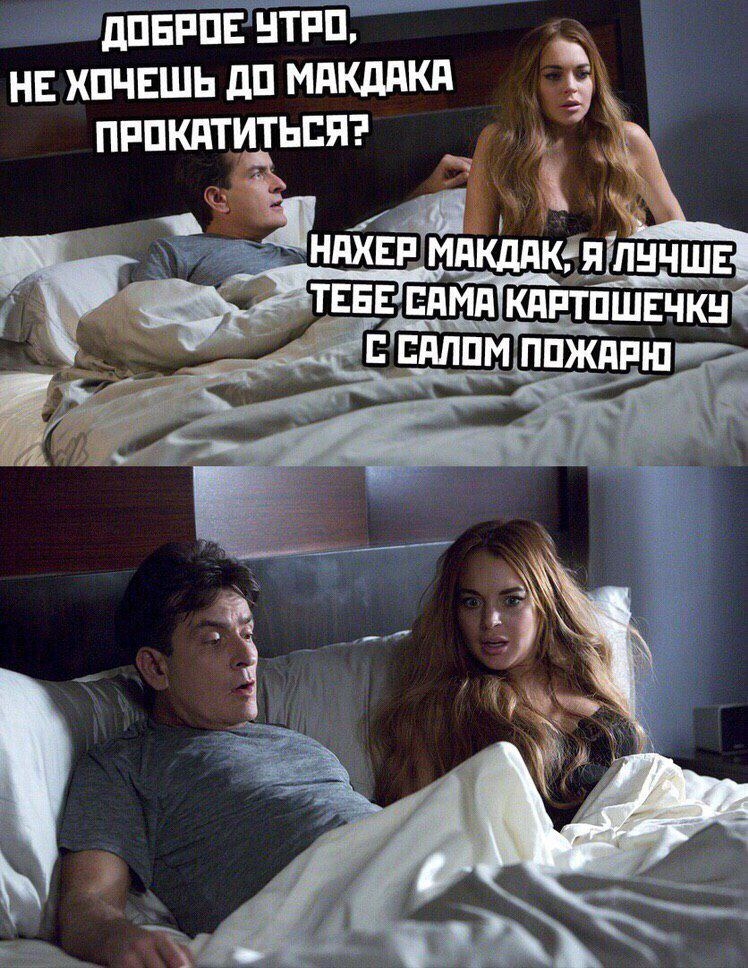 ДОБРОЕ УТРО,
НЕ ХОЧЕШЬ ДО МАКДАКА
ПРОКАТИТЬСЯ?
НАХЕР МАКДАК, Я ЛУЧШЕ
ТЕБЕ САМА КАРТОШЕЧКУ
С САЛОМ ПОЖАРЮ